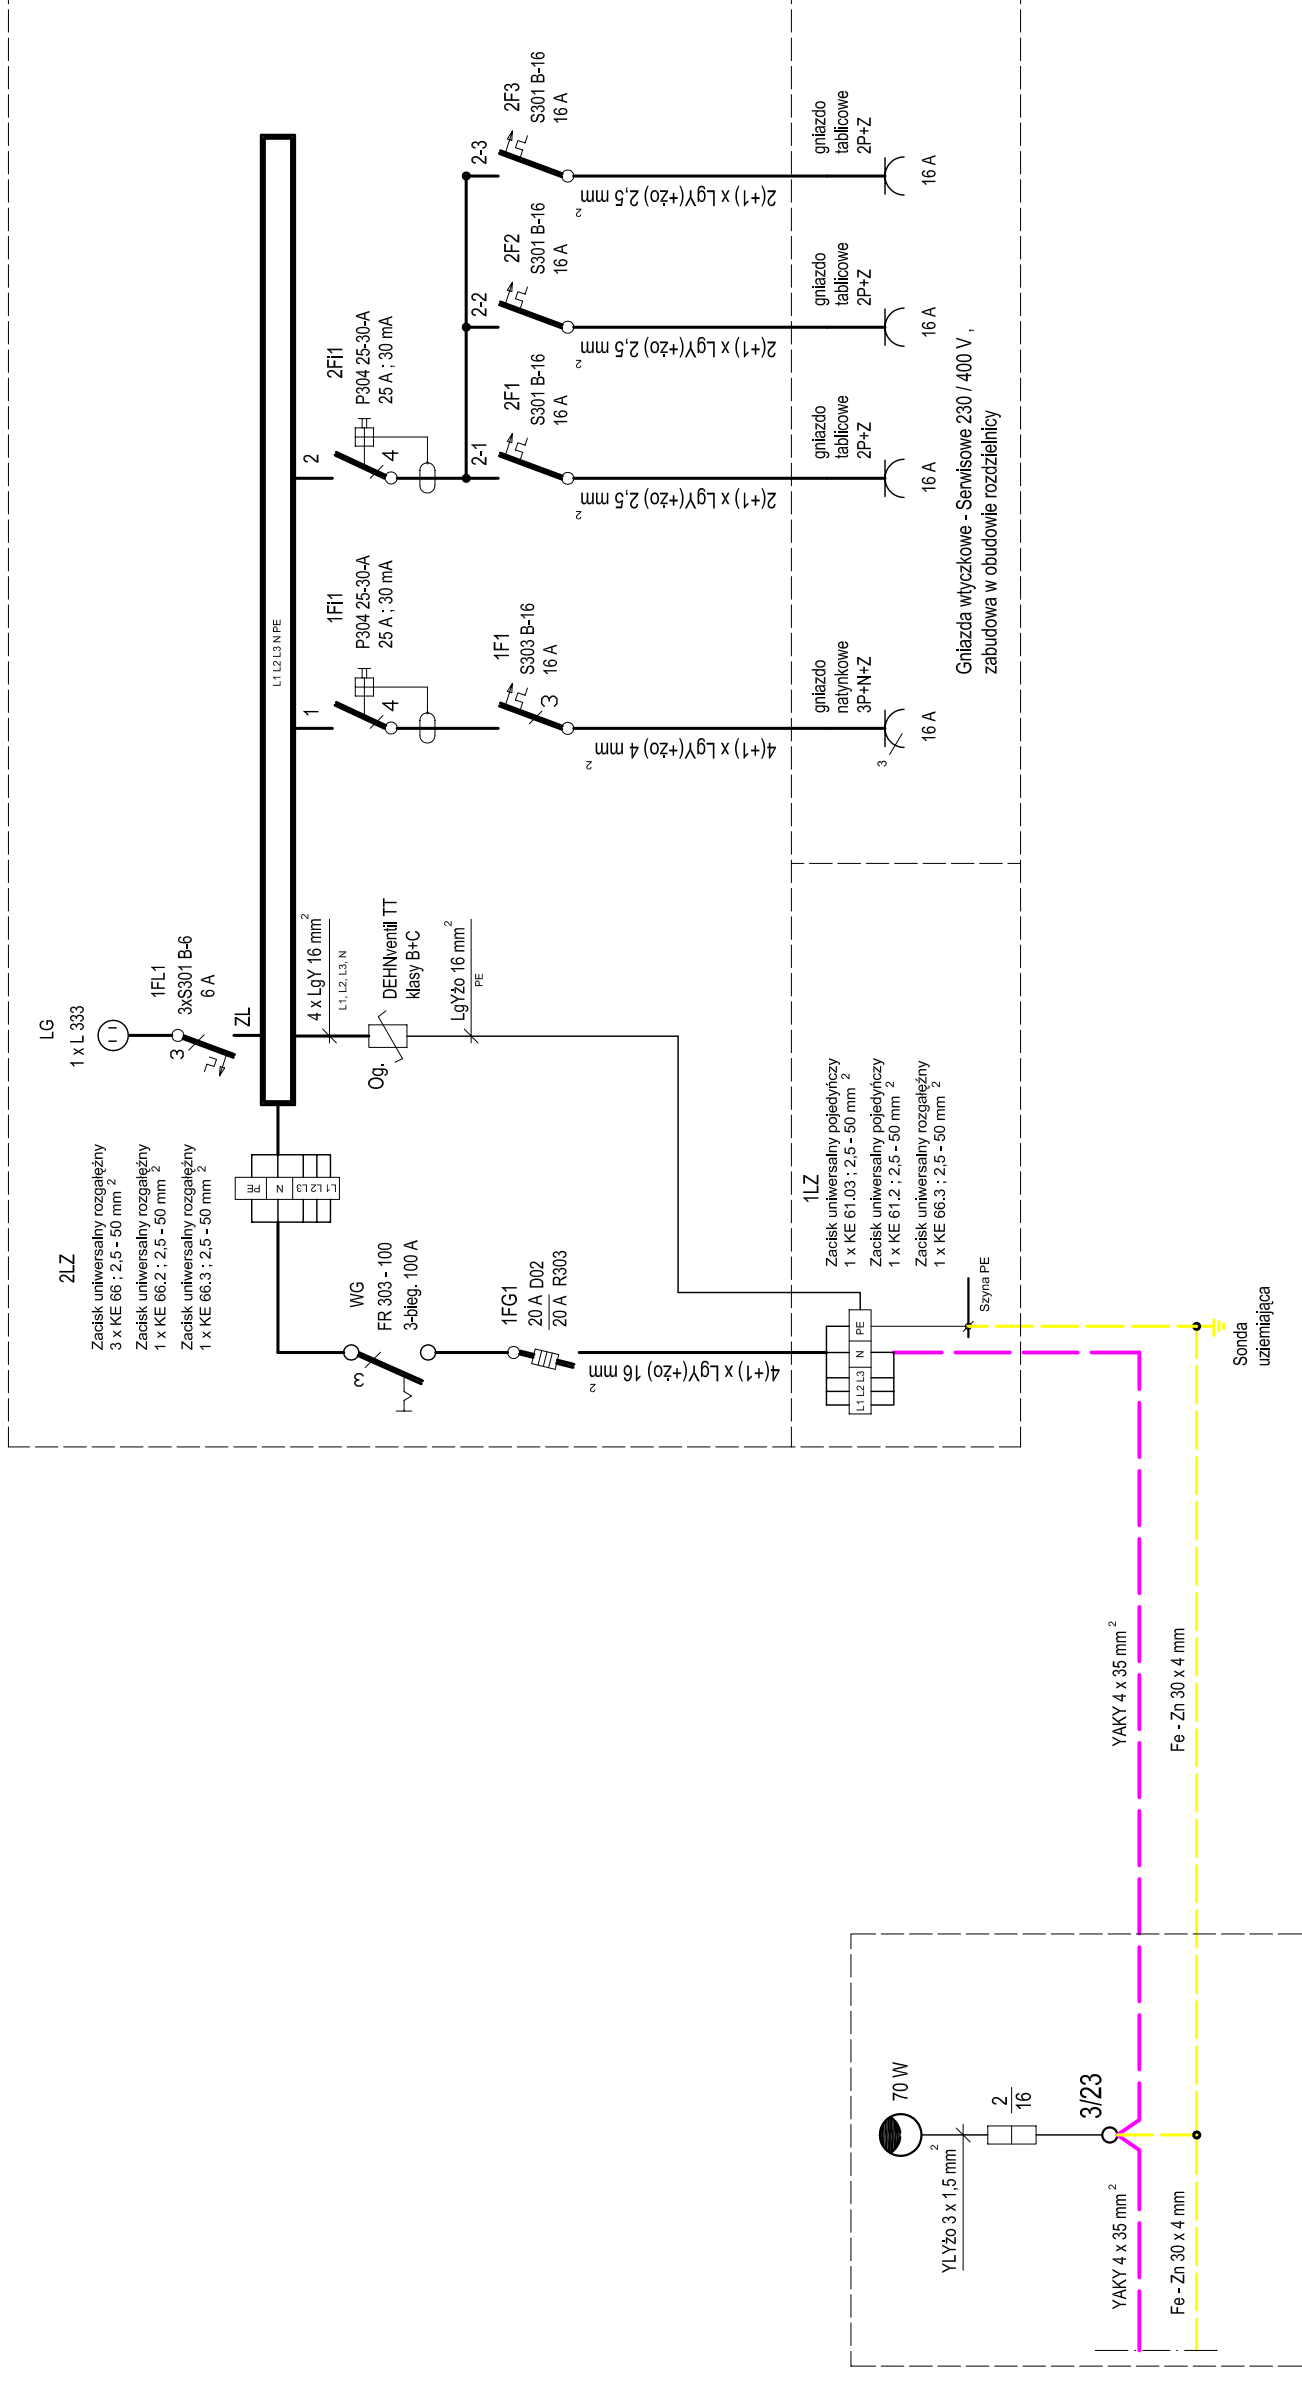 LG
1 x L 333
1FL1
3xS301 B-6
6 A
3
ZL
2LZ
Zacisk uniwersalny rozgałęźny
3 x KE 66 ; 2,5 - 50 mm 2
Zacisk uniwersalny rozgałęźny
1 x KE 66.2 ; 2,5 - 50 mm 2
Zacisk uniwersalny rozgałęźny
1 x KE 66.3 ; 2,5 - 50 mm 2
PE
N
L1 L2 L3
L1 L2 L3 N PE
WG
FR 303 - 100
3-bieg. 100 A
3
1FG1
20 A D02
20 A R303
4(+1) x LgY(+żo) 16 mm 2
4 x LgY 16 mm 2
L1, L2, L3, N
Og.
DEHNventil TT
klasy B+C
LgYżo 16 mm 2
PE
1
1Fi1
P304 25-30-A
25 A ; 30 mA
4
1F1
S303 B-16
16 A
3
4(+1) x LgY(+żo) 4 mm 2
gniazdo
natynkowe
3P+N+Z
3
16 A
2
2Fi1
P304 25-30-A
25 A ; 30 mA
4
2-1
2F1
S301 B-16
16 A
2(+1) x LgY(+żo) 2,5 mm 2
gniazdo
tablicowe
2P+Z
16 A
2-2
2F2
S301 B-16
16 A
2(+1) x LgY(+żo) 2,5 mm 2
gniazdo
tablicowe
2P+Z
16 A
2-3
2F3
S301 B-16
16 A
2(+1) x LgY(+żo) 2,5 mm 2
gniazdo
tablicowe
2P+Z
16 A
Gniazda wtyczkowe - Serwisowe 230 / 400 V ,
zabudowa w obudowie rozdzielnicy
1LZ
Zacisk uniwersalny pojedyńczy
1 x KE 61.03 ; 2,5 - 50 mm 2
Zacisk uniwersalny pojedyńczy
1 x KE 61.2 ; 2,5 - 50 mm 2
Zacisk uniwersalny rozgałęźny
1 x KE 66.3 ; 2,5 - 50 mm 2
L1 L2 L3
N
PE
Szyna PE
Sonda
uziemiająca
YAKY 4 x 35 mm 2
Fe - Zn 30 x 4 mm
70 W
YLYżo 3 x 1,5 mm 2
2
16
3/23
YAKY 4 x 35 mm 2
Fe - Zn 30 x 4 mm